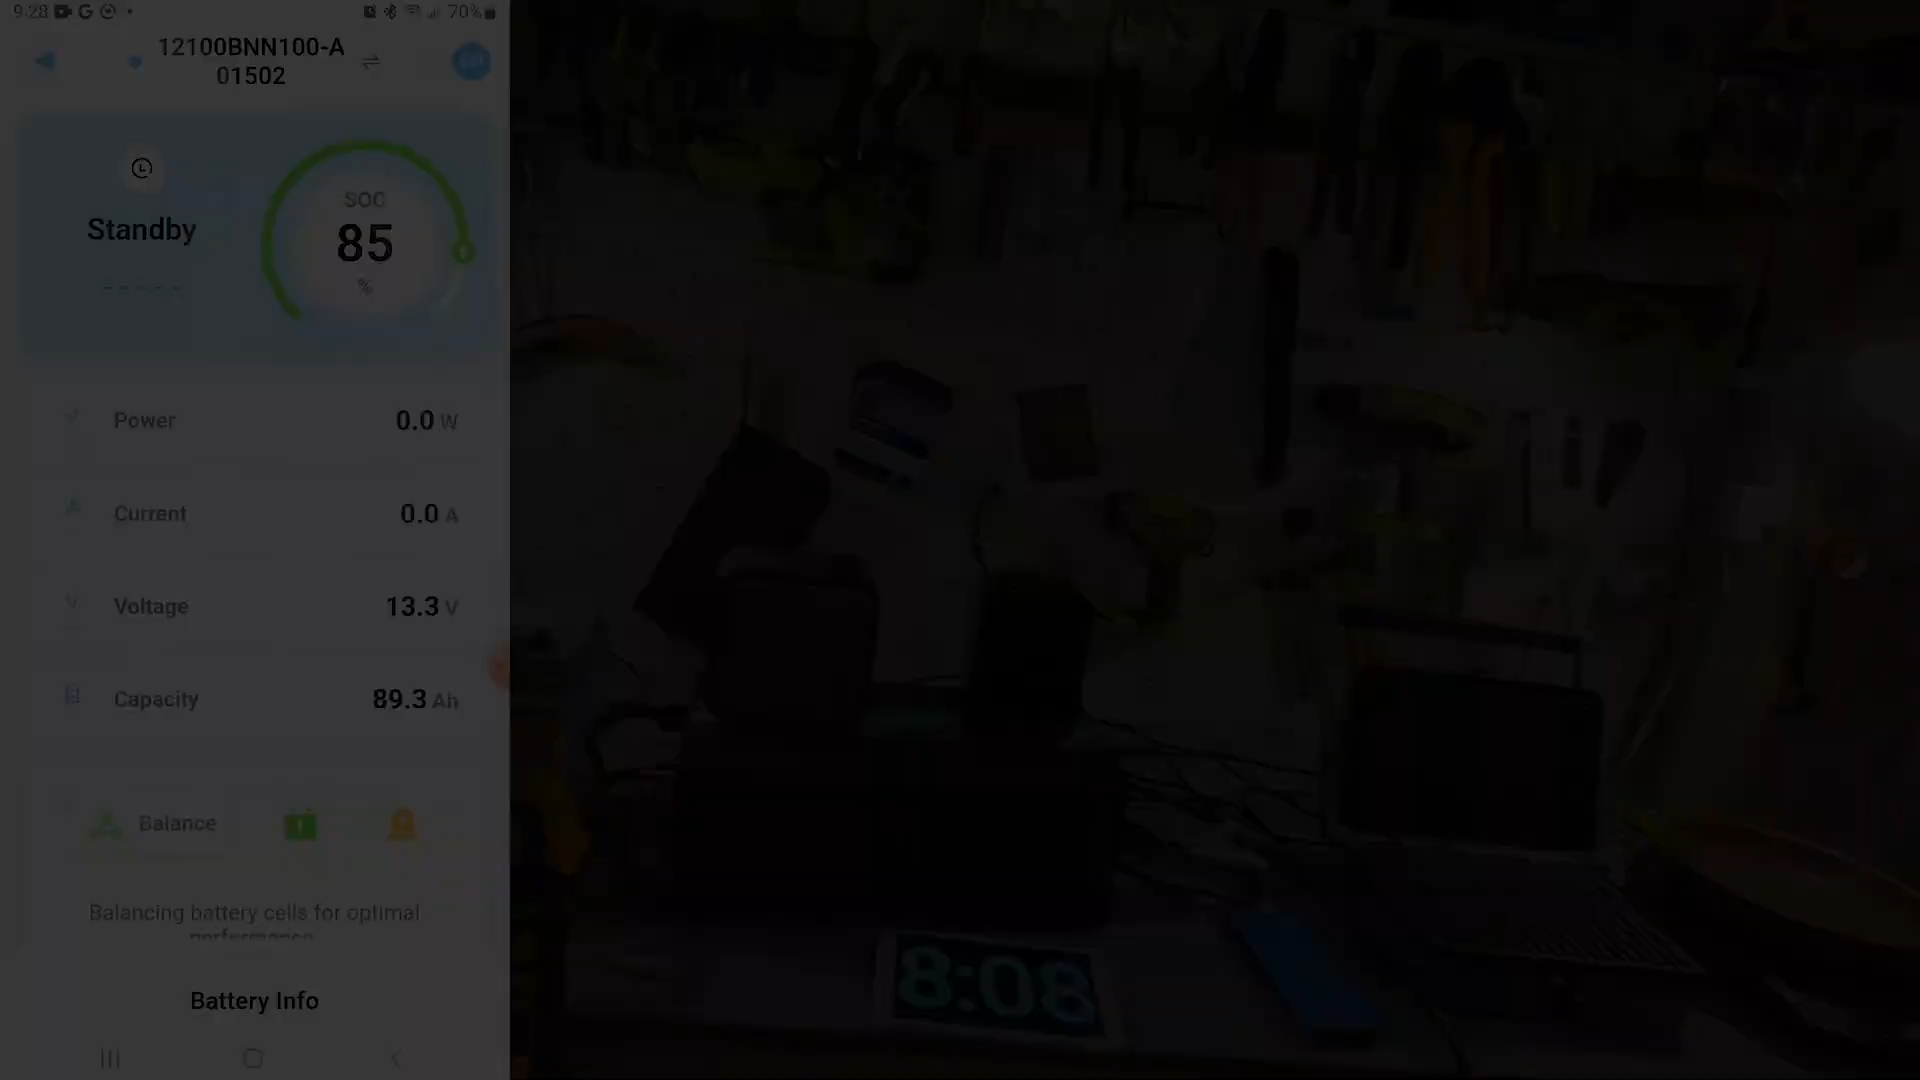 9:28 G 70%
12100BNN100-A
01502
Standby
-----
SOC
85
%
Power 0.0 W
Current 0.0 A
Voltage 13.3 V
Capacity 89.3 Ah
Balance
Balancing battery cells for optimal
performance
Battery Info
8:08